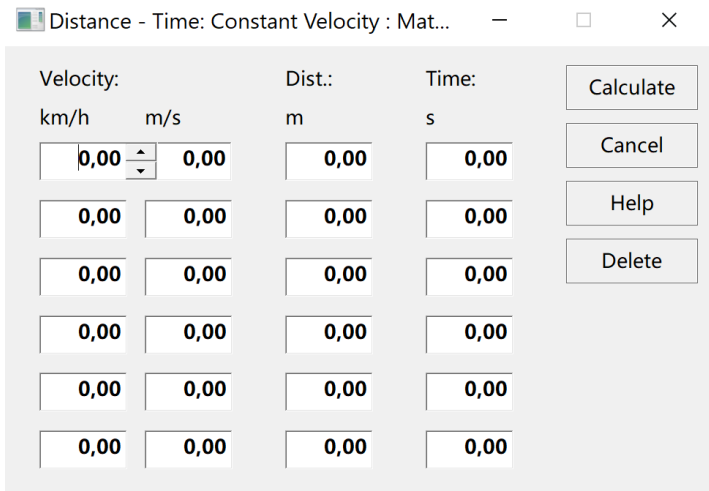 Distance - Time: Constant Velocity : Mat...
Velocity: Dist.: Time:
km/h m/s m s
0,00 0,00 0,00 0,00
0,00 0,00 0,00 0,00
0,00 0,00 0,00 0,00
0,00 0,00 0,00 0,00
0,00 0,00 0,00 0,00
0,00 0,00 0,00 0,00
Calculate
Cancel
Help
Delete